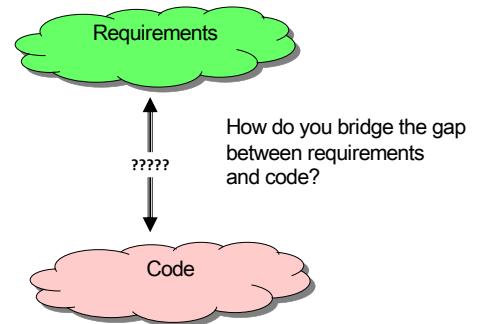 Requirements
?????
How do you bridge the gap
between requirements
and code?
Code